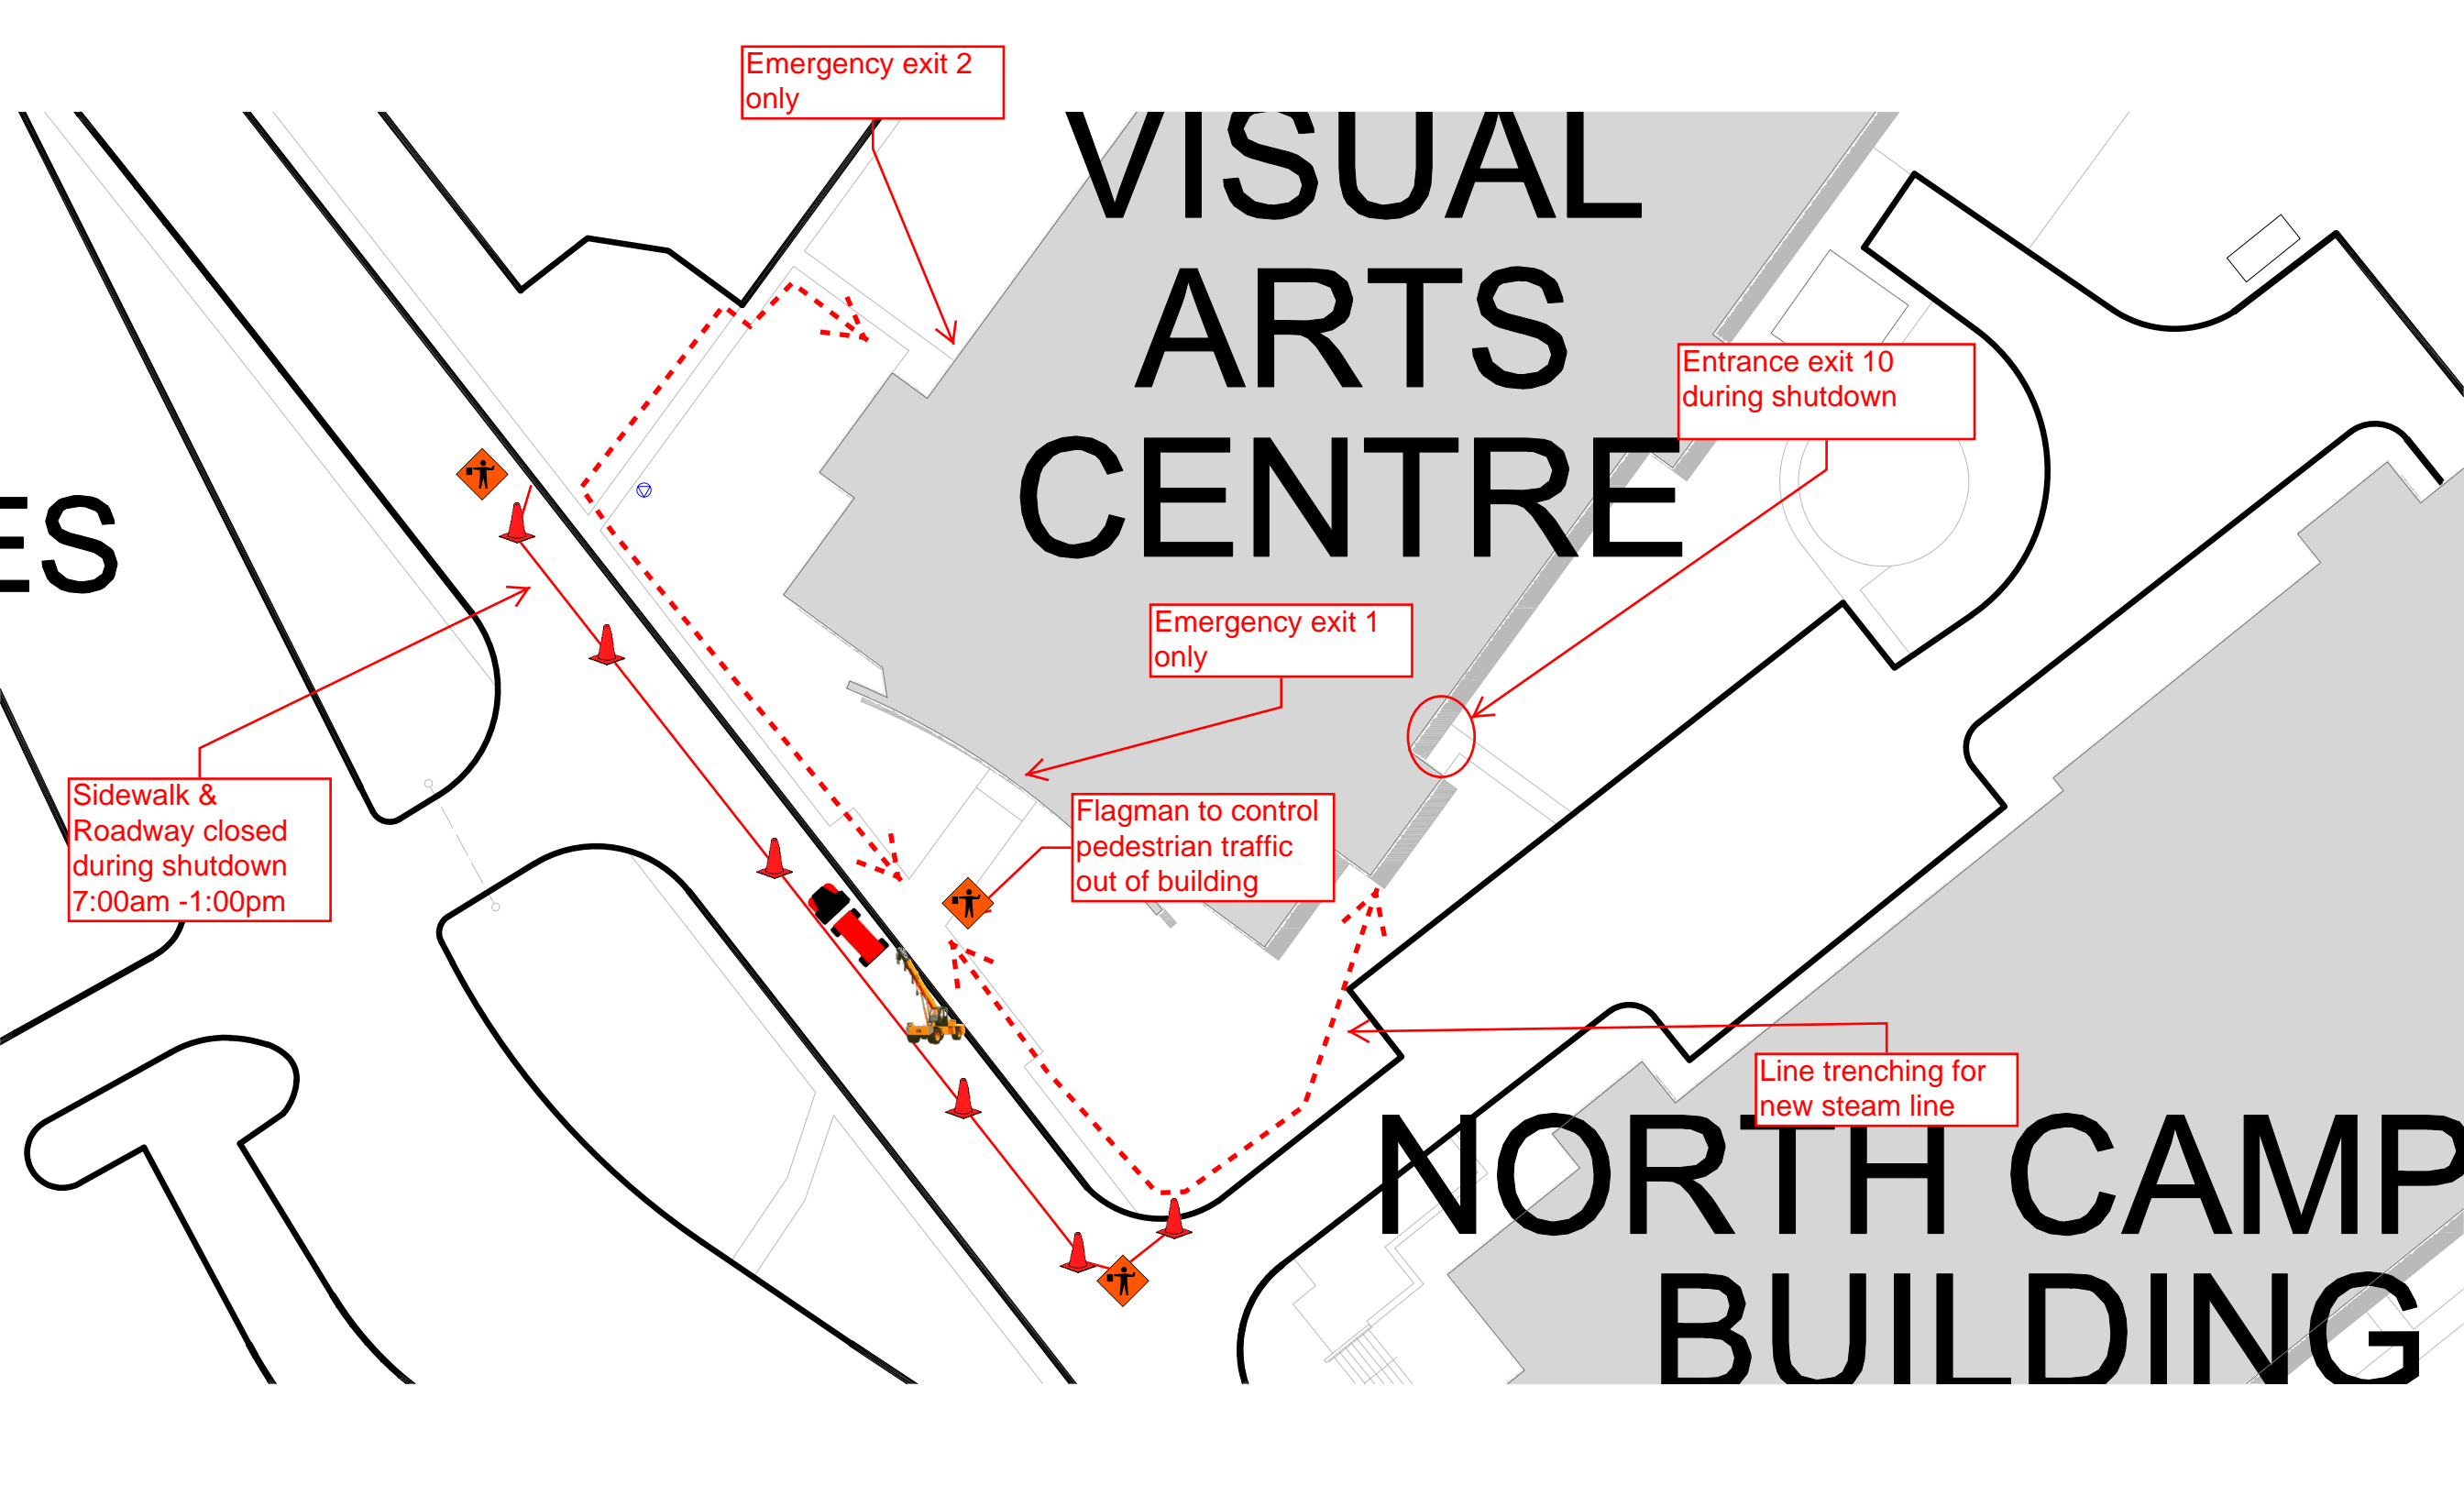 Emergency exit 2
only
VISUAL
ARTS
CENTRE
Entrance exit 10
during shutdown
ES
Emergency exit 1
only
Sidewalk &
Roadway closed
during shutdown
7:00am -1:00pm
Flagman to control
pedestrian traffic
out of building
Line trenching for
new steam line
NORTH CAMP
BUILDING